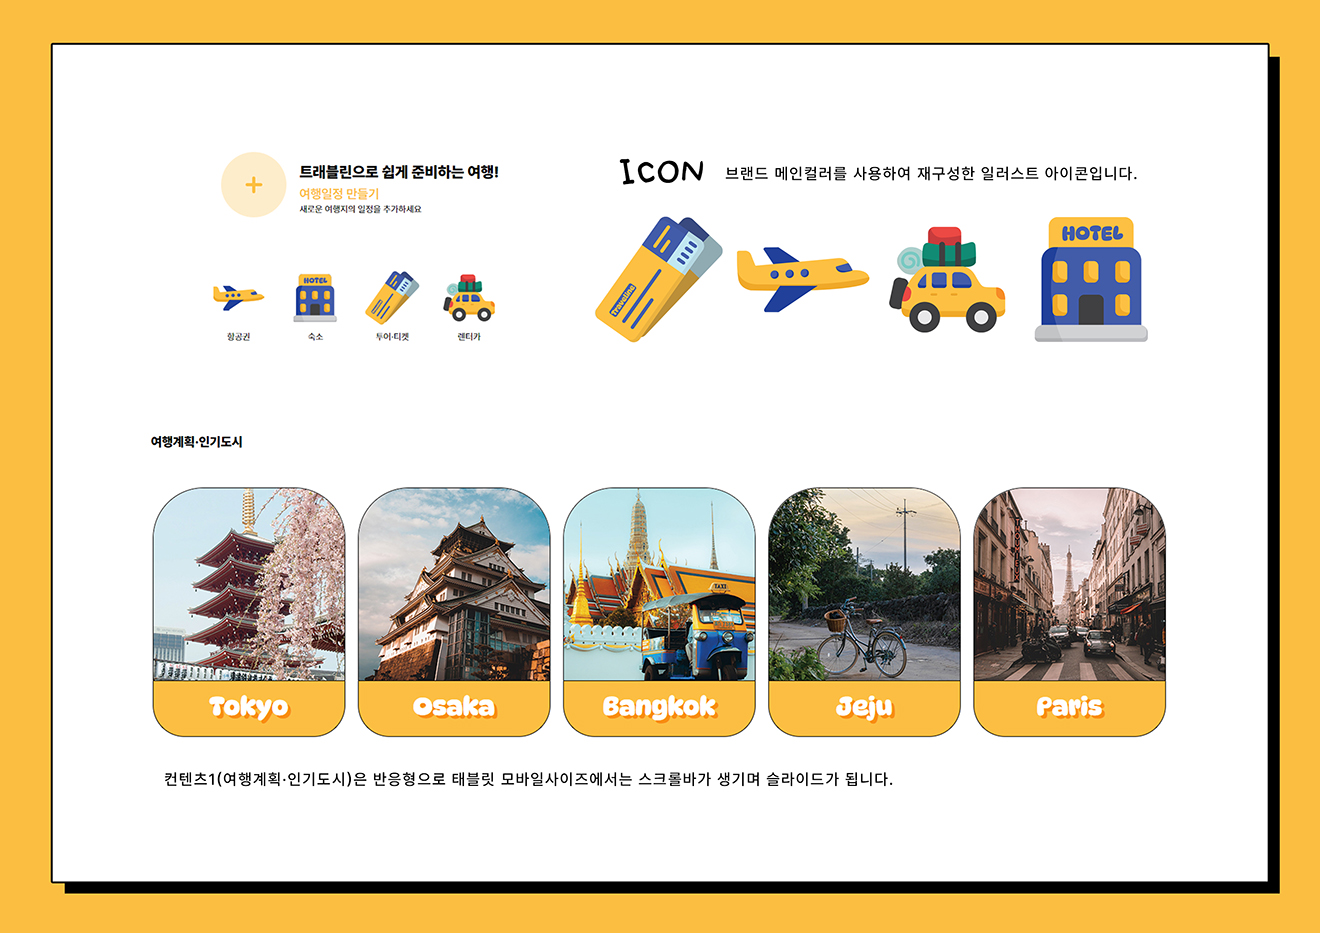 트래블린으로 쉽게 준비하는 여행!
여행일정 만들기
새로운 여행지의 일정을 추가하세요
HOTEL
항공권
숙소
투어·티켓
렌터카
ICON
브랜드 메인컬러를 사용하여 재구성한 일러스트 아이콘입니다.
Traveline
HOTEL
여행계획·인기도시
TAXI
Tokyo
Osaka
Bangkok
Jeju
Paris
컨텐츠1(여행계획·인기도시)은 반응형으로 태블릿 모바일사이즈에서는 스크롤바가 생기며 슬라이드가 됩니다.